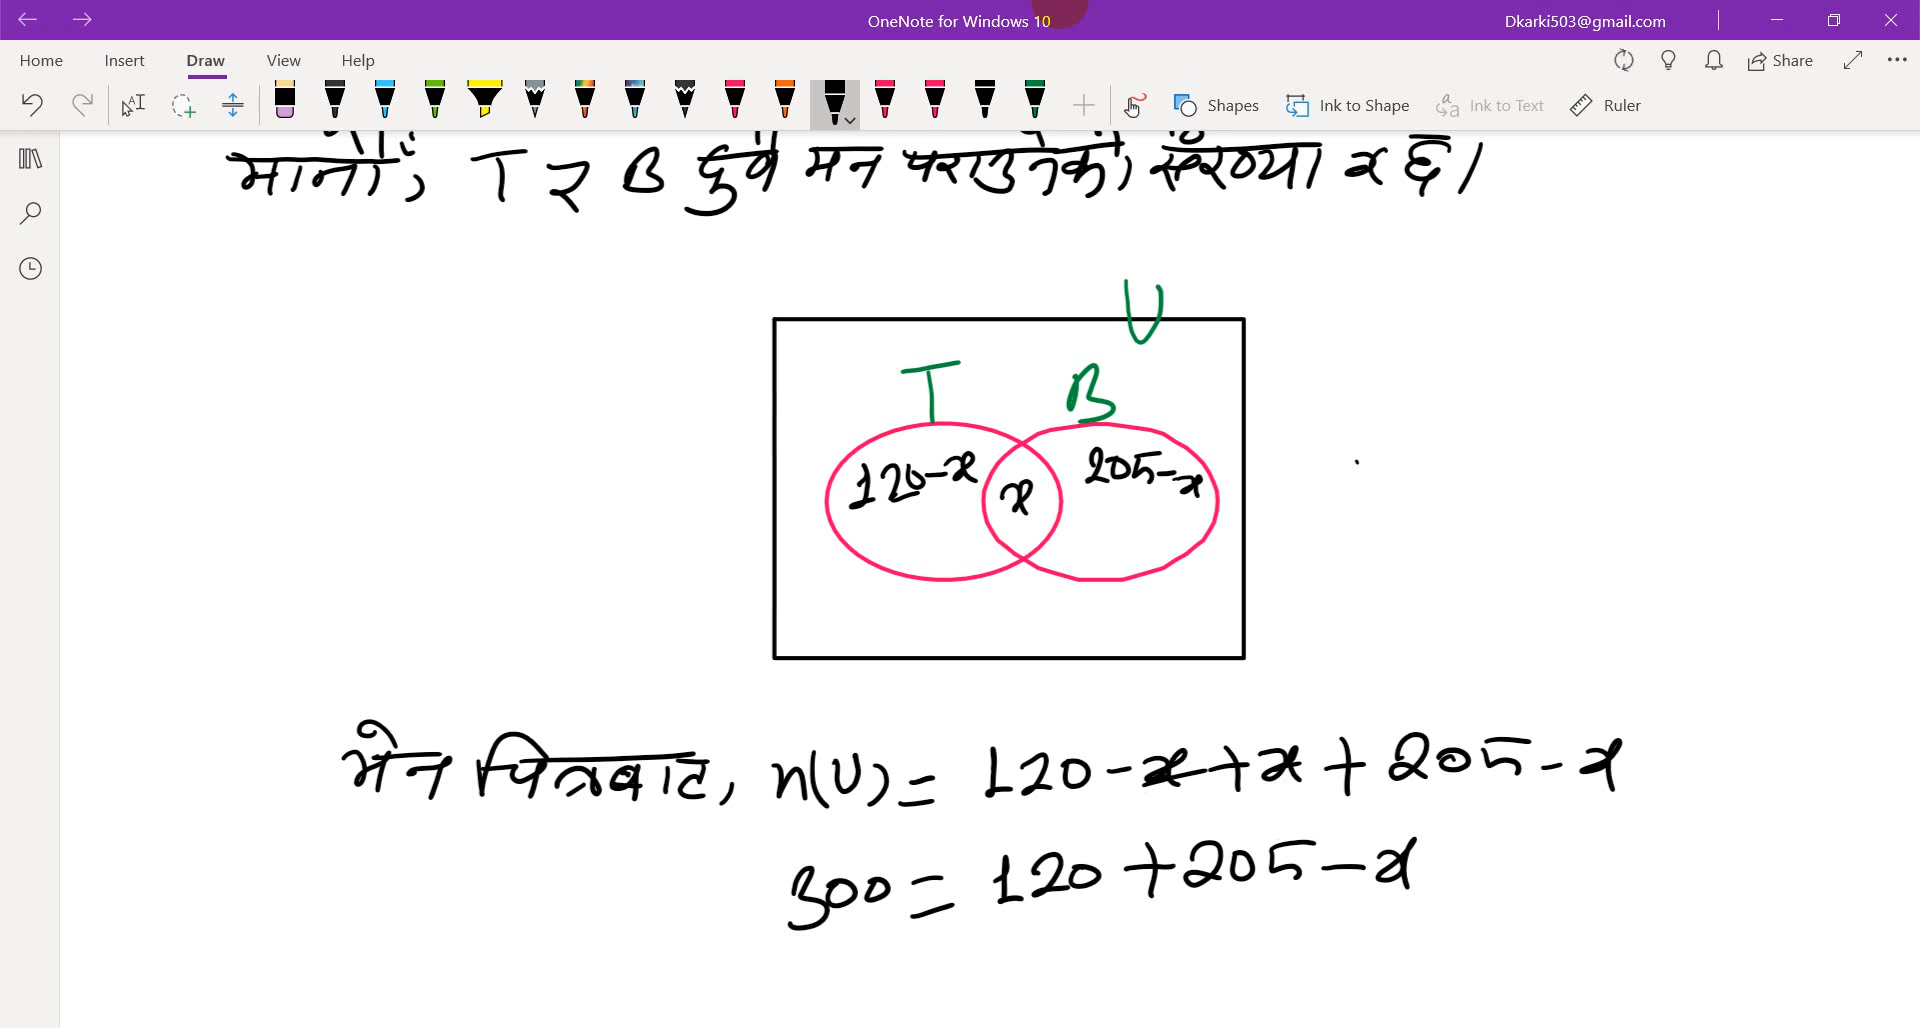 OneNote for Windows 10
Dkarki503@gmail.com
Home Insert Draw View Help Share
Shapes Ink to Shape Ink to Text Ruler
मानौं, T र B दुवै मन पराउनेको संख्या x छ।
U
T B
120-x x 205-x
भेन चित्रबाट, n(U) = 120-x+x+205-x
300 = 120+205-x